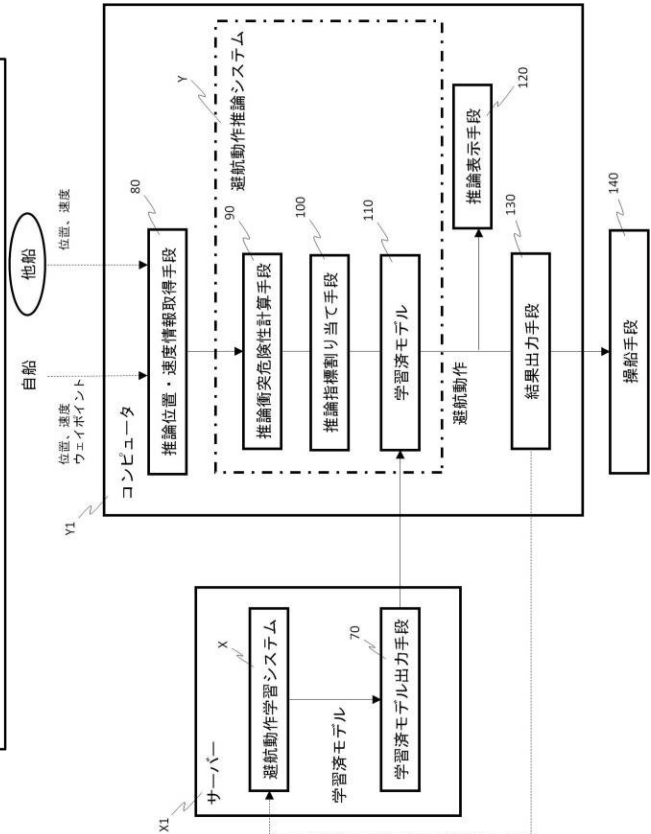 自船
他船
位置、速度
ウェイポイント
位置、速度
Y1
コンピュータ
80
推論位置・速度情報取得手段
Y
避航動作推論システム
90
推論衝突危険性計算手段
100
推論指標割り当て手段
110
学習済モデル
120
推論表示手段
避航動作
130
結果出力手段
140
操船手段
X1
サーバー
X
避航動作学習システム
学習済モデル
70
学習済モデル出力手段